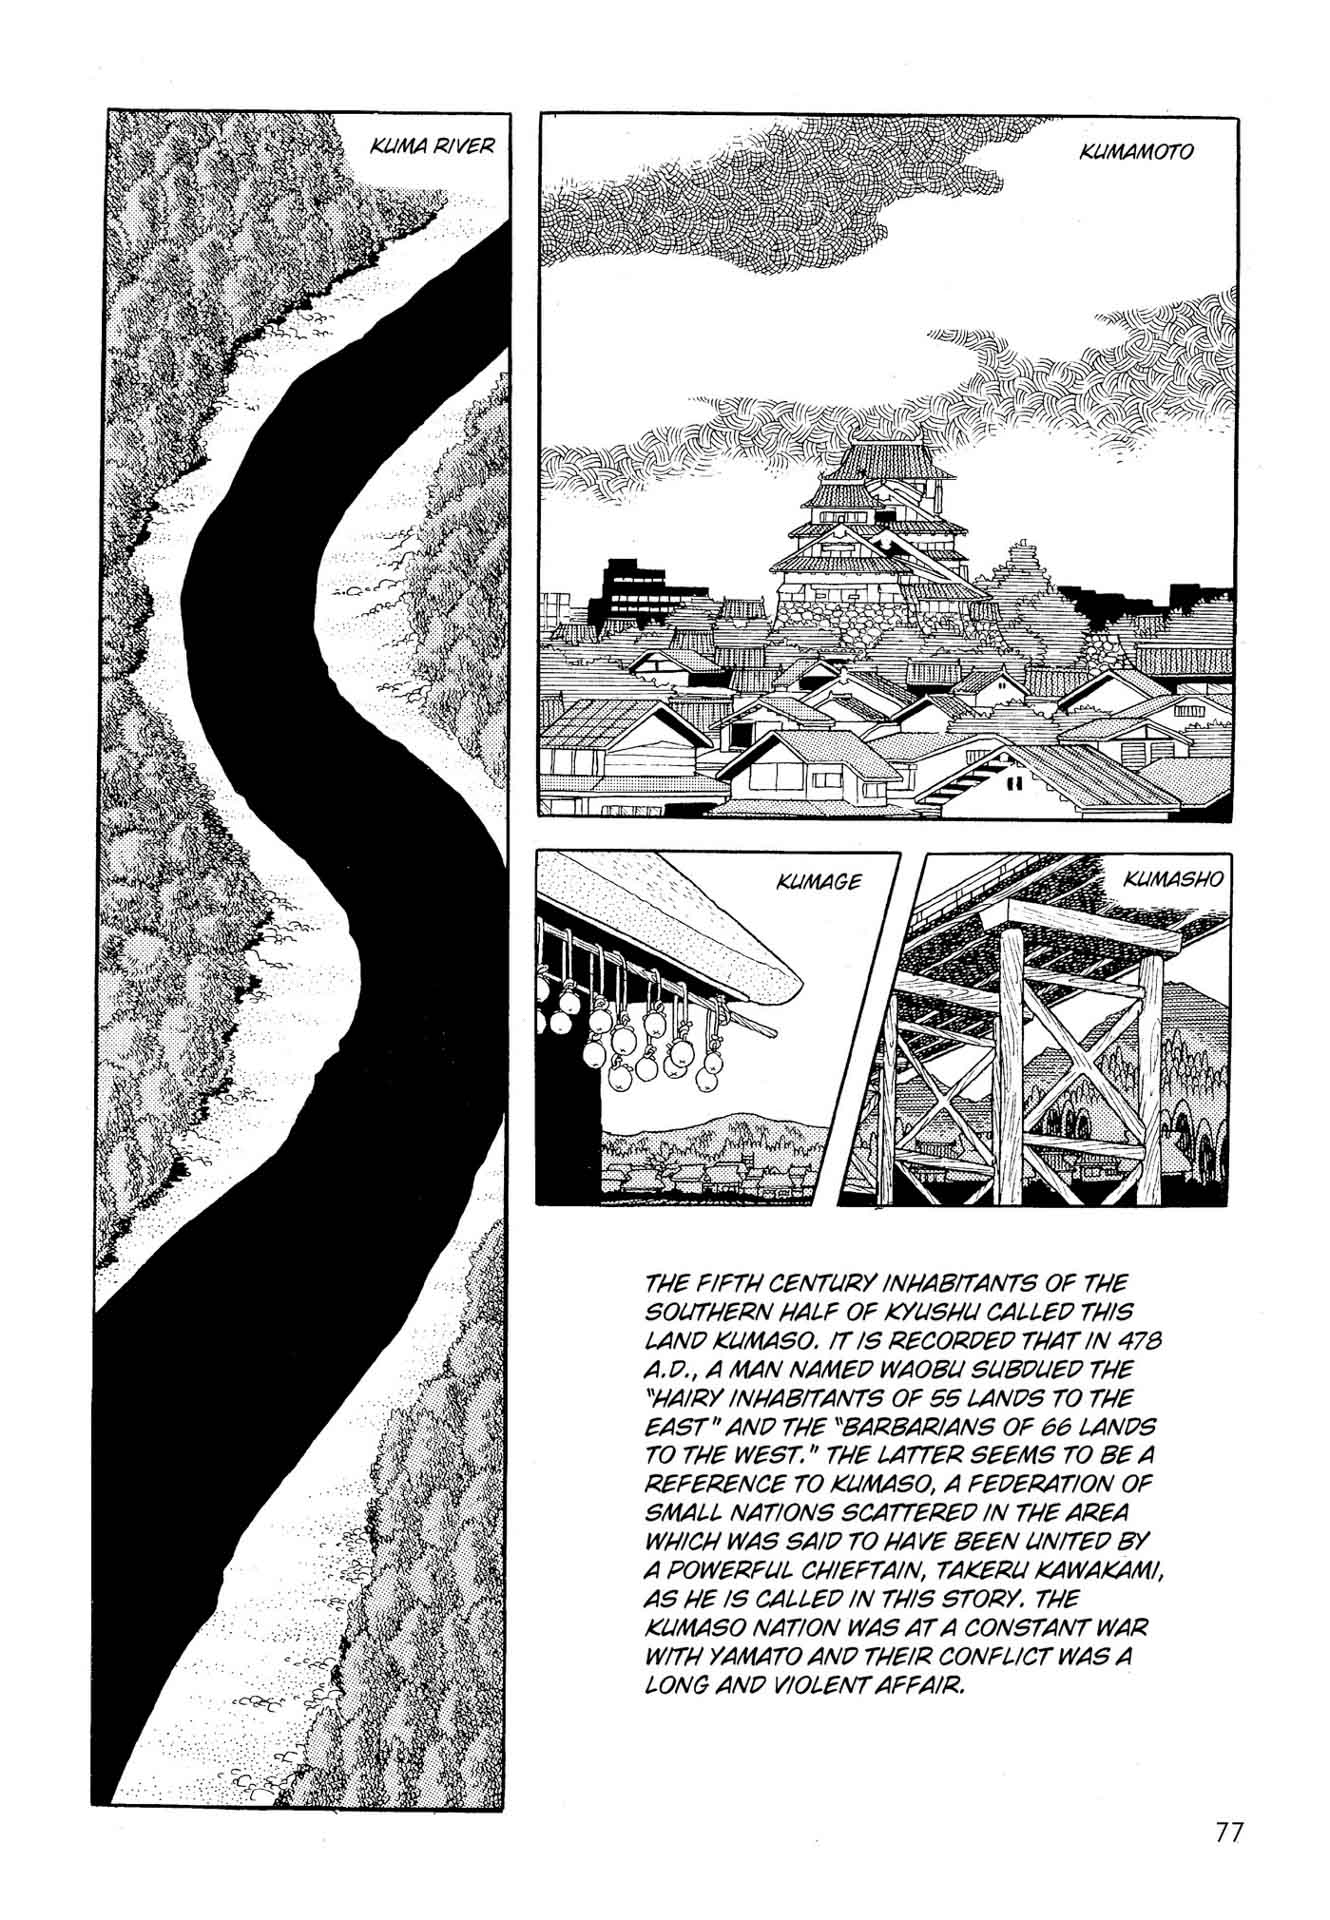 KUMA RIVER
KUMAMOTO
KUMAGE
KUMASHO
THE FIFTH CENTURY INHABITANTS OF THE
SOUTHERN HALF OF KYUSHU CALLED THIS
LAND KUMASO. IT IS RECORDED THAT IN 478
A.D., A MAN NAMED WAOBU SUBDUED THE
"HAIRY INHABITANTS OF 55 LANDS TO THE
EAST" AND THE "BARBARIANS OF 66 LANDS
TO THE WEST." THE LATTER SEEMS TO BE A
REFERENCE TO KUMASO, A FEDERATION OF
SMALL NATIONS SCATTERED IN THE AREA
WHICH WAS SAID TO HAVE BEEN UNITED BY
A POWERFUL CHIEFTAIN, TAKERU KAWAKAMI,
AS HE IS CALLED IN THIS STORY. THE
KUMASO NATION WAS AT A CONSTANT WAR
WITH YAMATO AND THEIR CONFLICT WAS A
LONG AND VIOLENT AFFAIR.
77